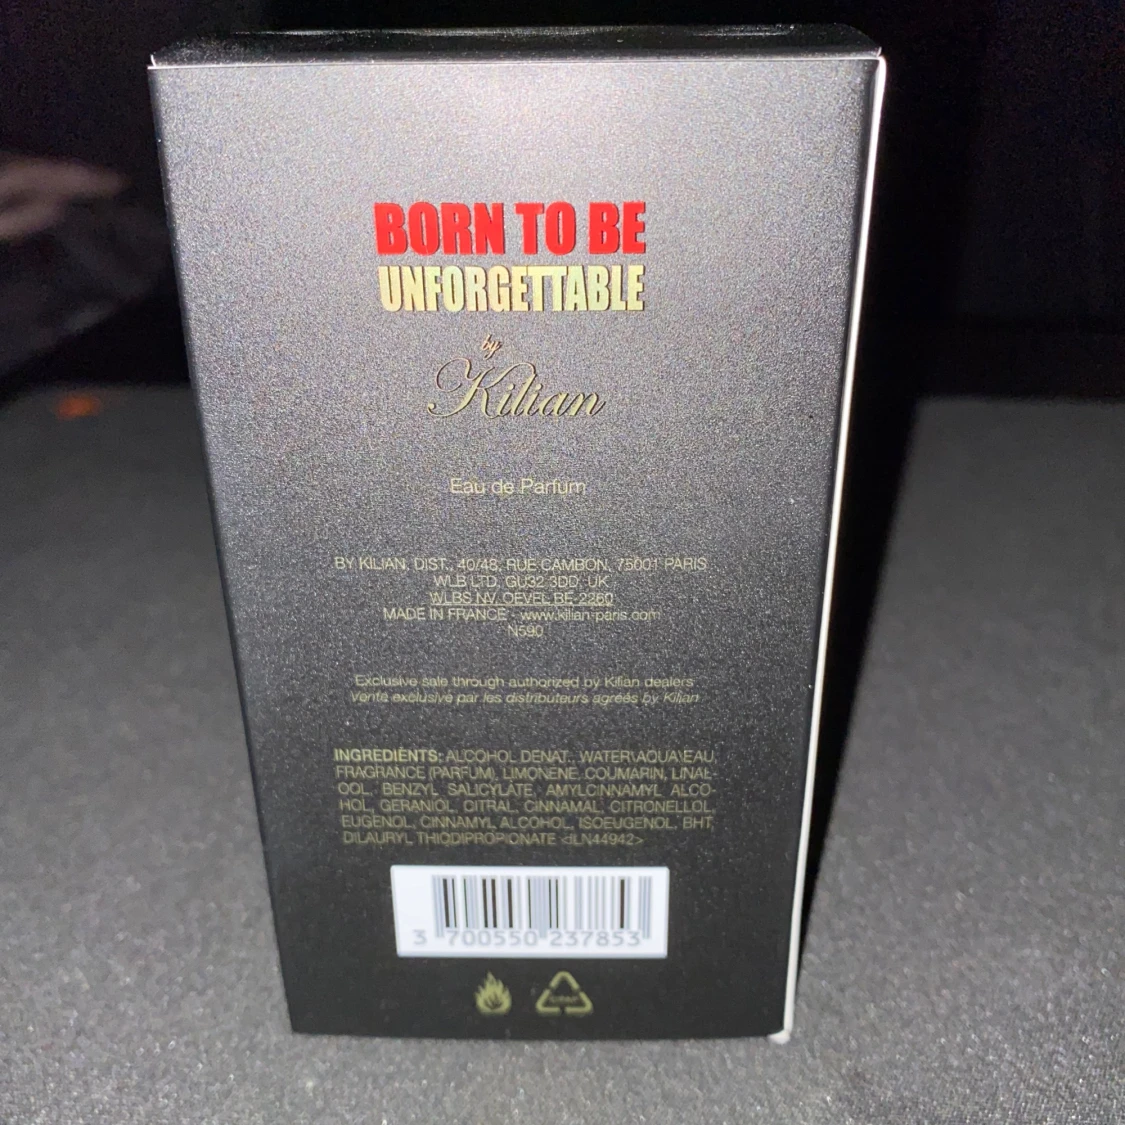 BORN TO BE
UNFORGETTABLE
by
Kilian
Eau de Parfum
BY KILIAN, DIST., 40/48, RUE CAMBON, 75001 PARIS
WLB LTD, GU32 3DD, UK
WLBS NV, OEVEL BE-2260
MADE IN FRANCE - www.kilian-paris.com
N590
Exclusive sale through authorized by Kilian dealers
Vente exclusive par les distributeurs agréés by Kilian
INGREDIENTS: ALCOHOL DENAT., WATER\AQUA\EAU,
FRAGRANCE (PARFUM), LIMONENE, COUMARIN, LINAL-
OOL, BENZYL SALICYLATE, AMYLCINNAMYL ALCO-
HOL, GERANIOL, CITRAL, CINNAMAL, CITRONELLOL,
EUGENOL, CINNAMYL ALCOHOL, ISOEUGENOL, BHT,
DILAURYL THIODIPROPIONATE <ILN44942>
3 700550 237853